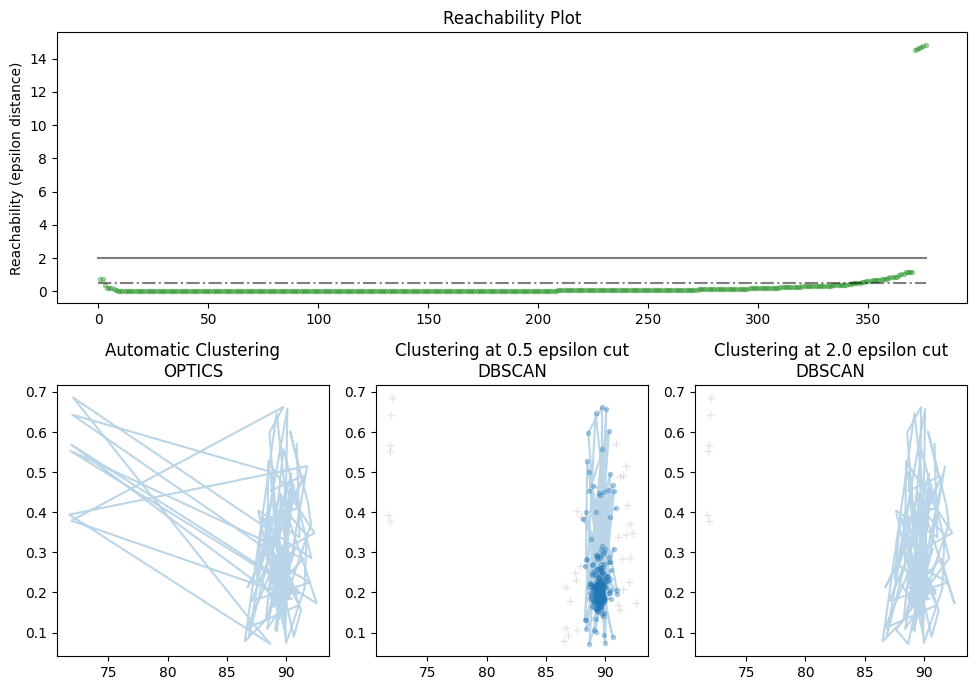 Reachability Plot
Reachability (epsilon distance)
14
12
10
8
6
4
2
0
0 50 100 150 200 250 300 350
Automatic Clustering
OPTICS
0.7
0.6
0.5
0.4
0.3
0.2
0.1
75 80 85 90
Clustering at 0.5 epsilon cut
DBSCAN
0.7
0.6
0.5
0.4
0.3
0.2
0.1
75 80 85 90
Clustering at 2.0 epsilon cut
DBSCAN
0.7
0.6
0.5
0.4
0.3
0.2
0.1
75 80 85 90